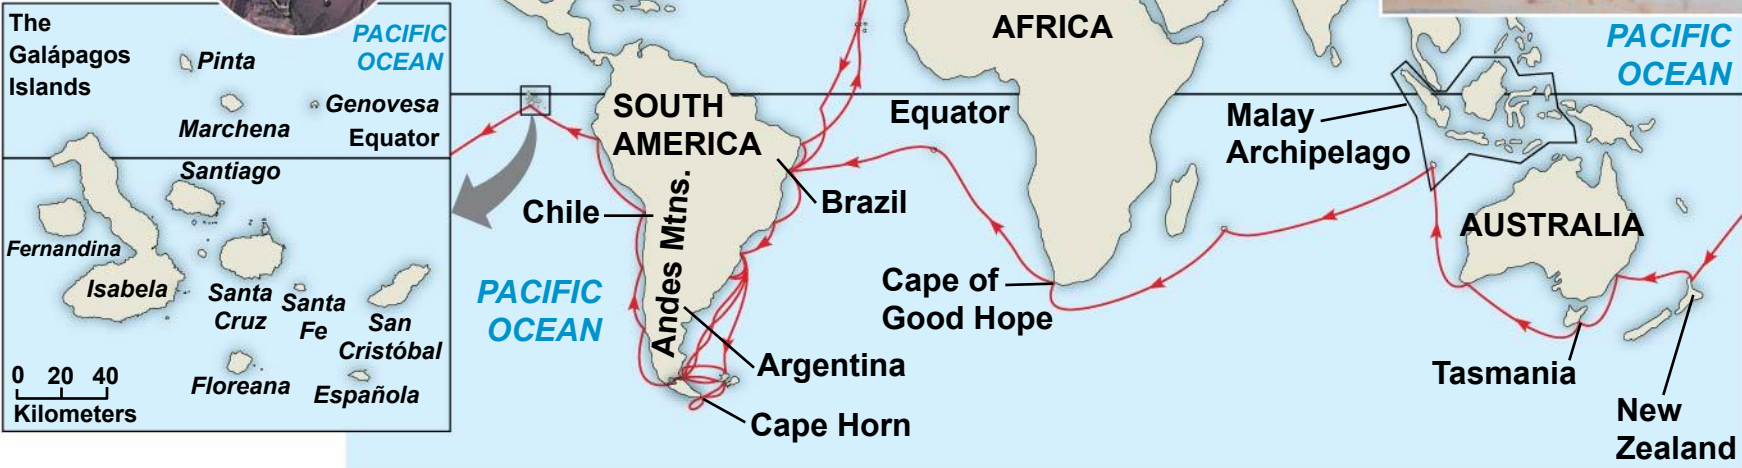 The
Galápagos
Islands
PACIFIC
OCEAN
Pinta
Genovesa
Marchena
Equator
Santiago
Fernandina
Isabela
Santa
Cruz
Santa
Fe
San
Cristóbal
Floreana
Española
0 20 40
Kilometers
PACIFIC
OCEAN
SOUTH
AMERICA
Chile
Andes Mtns.
Brazil
Argentina
Cape Horn
AFRICA
Equator
Cape of
Good Hope
Malay
Archipelago
PACIFIC
OCEAN
AUSTRALIA
Tasmania
New
Zealand